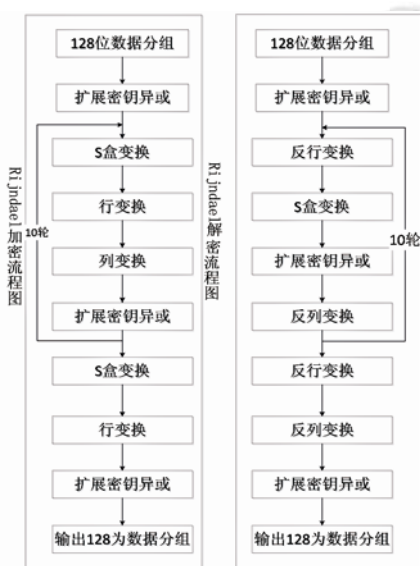 Rijndael加密流程图
128位数据分组
扩展密钥异或
S盒变换
行变换
列变换
扩展密钥异或
10轮
S盒变换
行变换
扩展密钥异或
输出128为数据分组
Rijndael解密流程图
128位数据分组
扩展密钥异或
反行变换
S盒变换
扩展密钥异或
反列变换
10轮
反行变换
反列变换
扩展密钥异或
输出128为数据分组